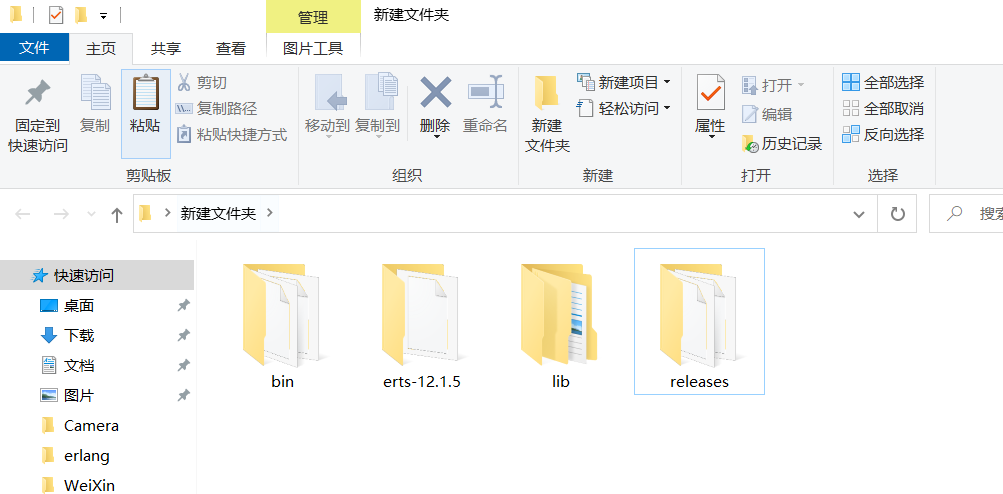 管理
新建文件夹
文件
主页
共享
查看
图片工具
固定到
快速访问
复制
粘贴
剪切
复制路径
粘贴快捷方式
剪贴板
移动到
复制到
删除
重命名
组织
新建
文件夹
新建项目
轻松访问
新建
属性
打开
编辑
历史记录
打开
全部选择
全部取消
反向选择
选择
新建文件夹
搜索
快速访问
桌面
下载
文档
图片
Camera
erlang
WeiXin
bin
erts-12.1.5
lib
releases